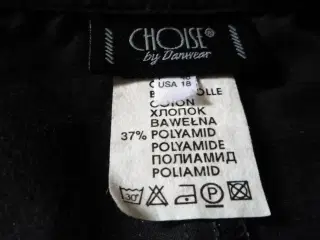 CHOISE®
by Danwear
USA 18
COTON
ХЛОПОК
BAWEŁNA
37% POLYAMID
POLYAMIDE
ПОЛИАМИД
POLIAMID
30°
P